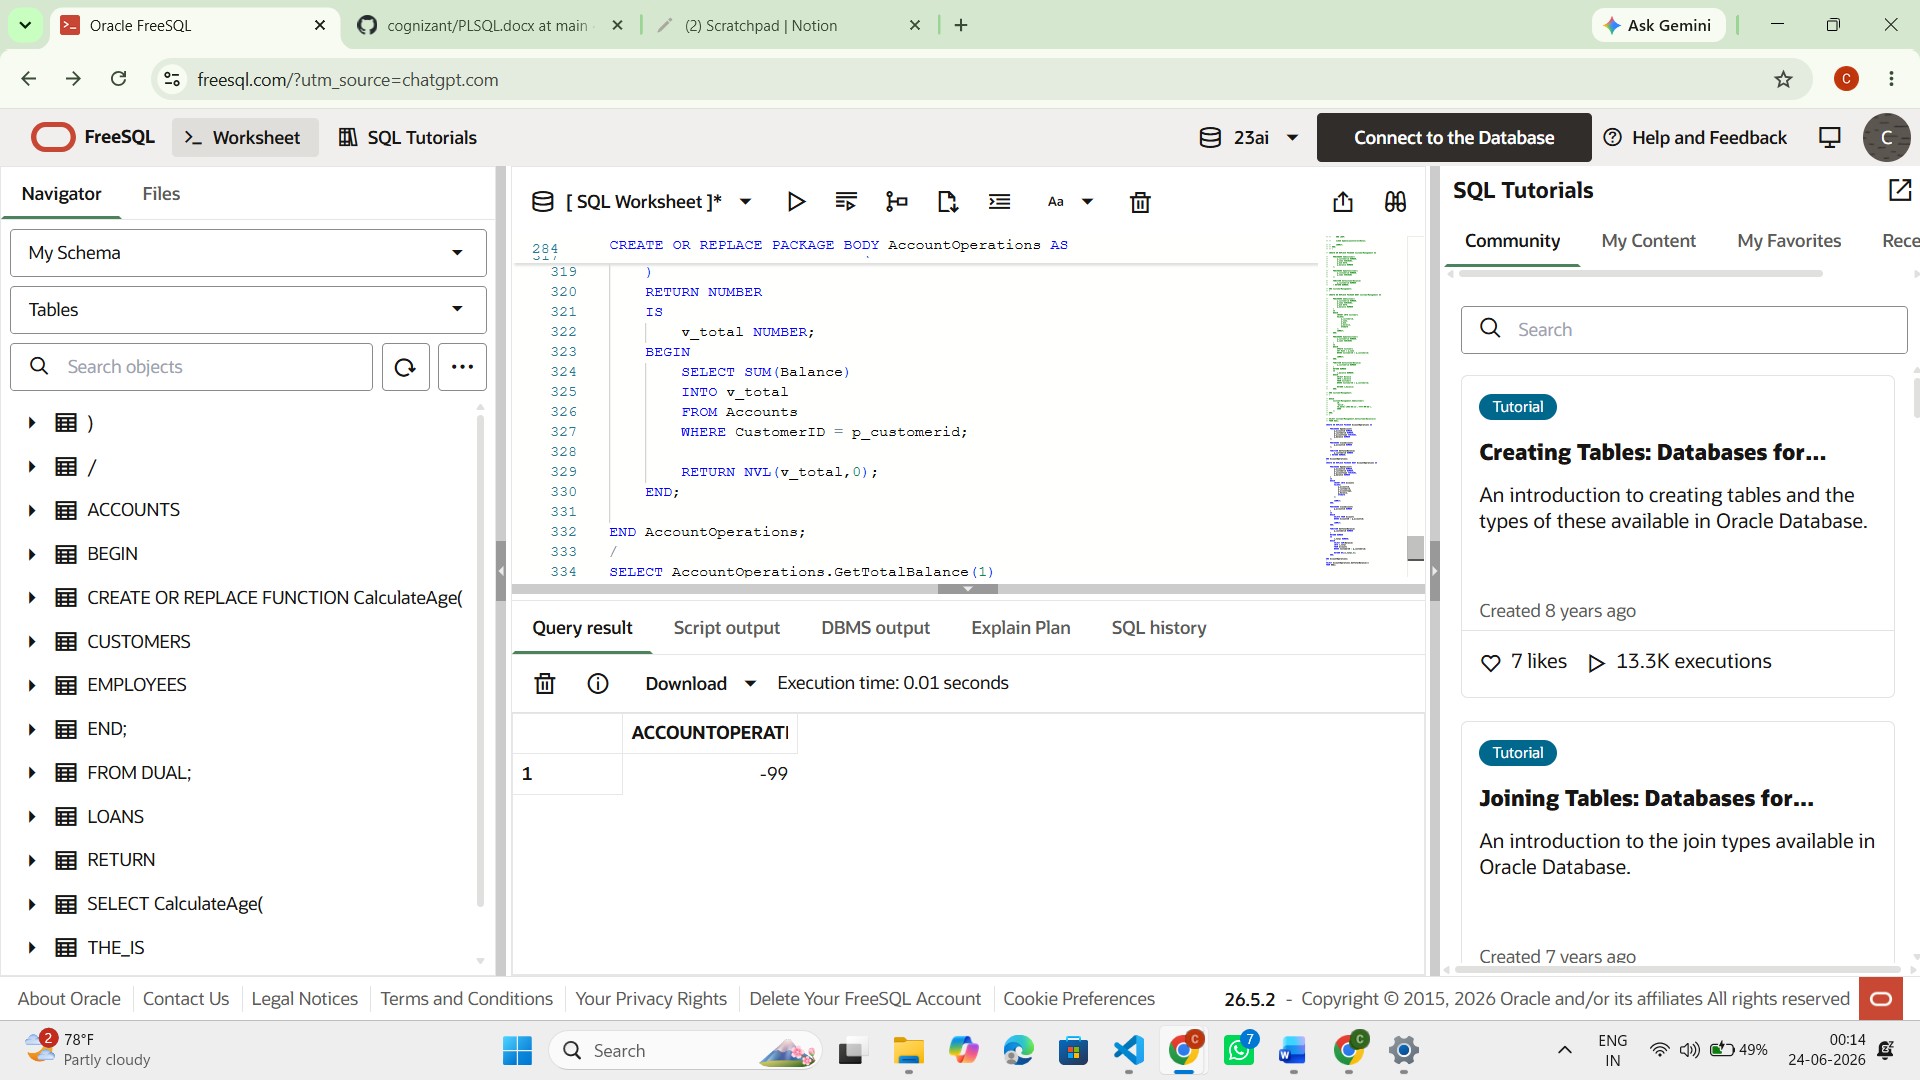 Oracle FreeSQL
cognizant/PLSQL.docx at main
(2) Scratchpad | Notion
Ask Gemini
freesql.com/?utm_source=chatgpt.com
C
FreeSQL
Worksheet
SQL Tutorials
23ai
Connect to the Database
Help and Feedback
C
Navigator
Files
My Schema
Tables
Search objects
)
/
ACCOUNTS
BEGIN
CREATE OR REPLACE FUNCTION CalculateAge(
CUSTOMERS
EMPLOYEES
END;
FROM DUAL;
LOANS
RETURN
SELECT CalculateAge(
THE_IS
[ SQL Worksheet ]*
Aa
284 CREATE OR REPLACE PACKAGE BODY AccountOperations AS
317
319 )
320 RETURN NUMBER
321 IS
322 v_total NUMBER;
323 BEGIN
324 SELECT SUM(Balance)
325 INTO v_total
326 FROM Accounts
327 WHERE CustomerID = p_customerid;
328
329 RETURN NVL(v_total,0);
330 END;
331
332 END AccountOperations;
333 /
334 SELECT AccountOperations.GetTotalBalance(1)
Query result
Script output
DBMS output
Explain Plan
SQL history
Download
Execution time: 0.01 seconds
ACCOUNTOPERATI
1 -99
SQL Tutorials
Community
My Content
My Favorites
Rece
Search
Tutorial
Creating Tables: Databases for...
An introduction to creating tables and the
types of these available in Oracle Database.
Created 8 years ago
7 likes
13.3K executions
Tutorial
Joining Tables: Databases for...
An introduction to the join types available in
Oracle Database.
Created 7 years ago
About Oracle
Contact Us
Legal Notices
Terms and Conditions
Your Privacy Rights
Delete Your FreeSQL Account
Cookie Preferences
26.5.2 - Copyright © 2015, 2026 Oracle and/or its affiliates All rights reserved
2
78°F
Partly cloudy
Search
C
7
C
ENG
IN
49%
00:14
24-06-2026